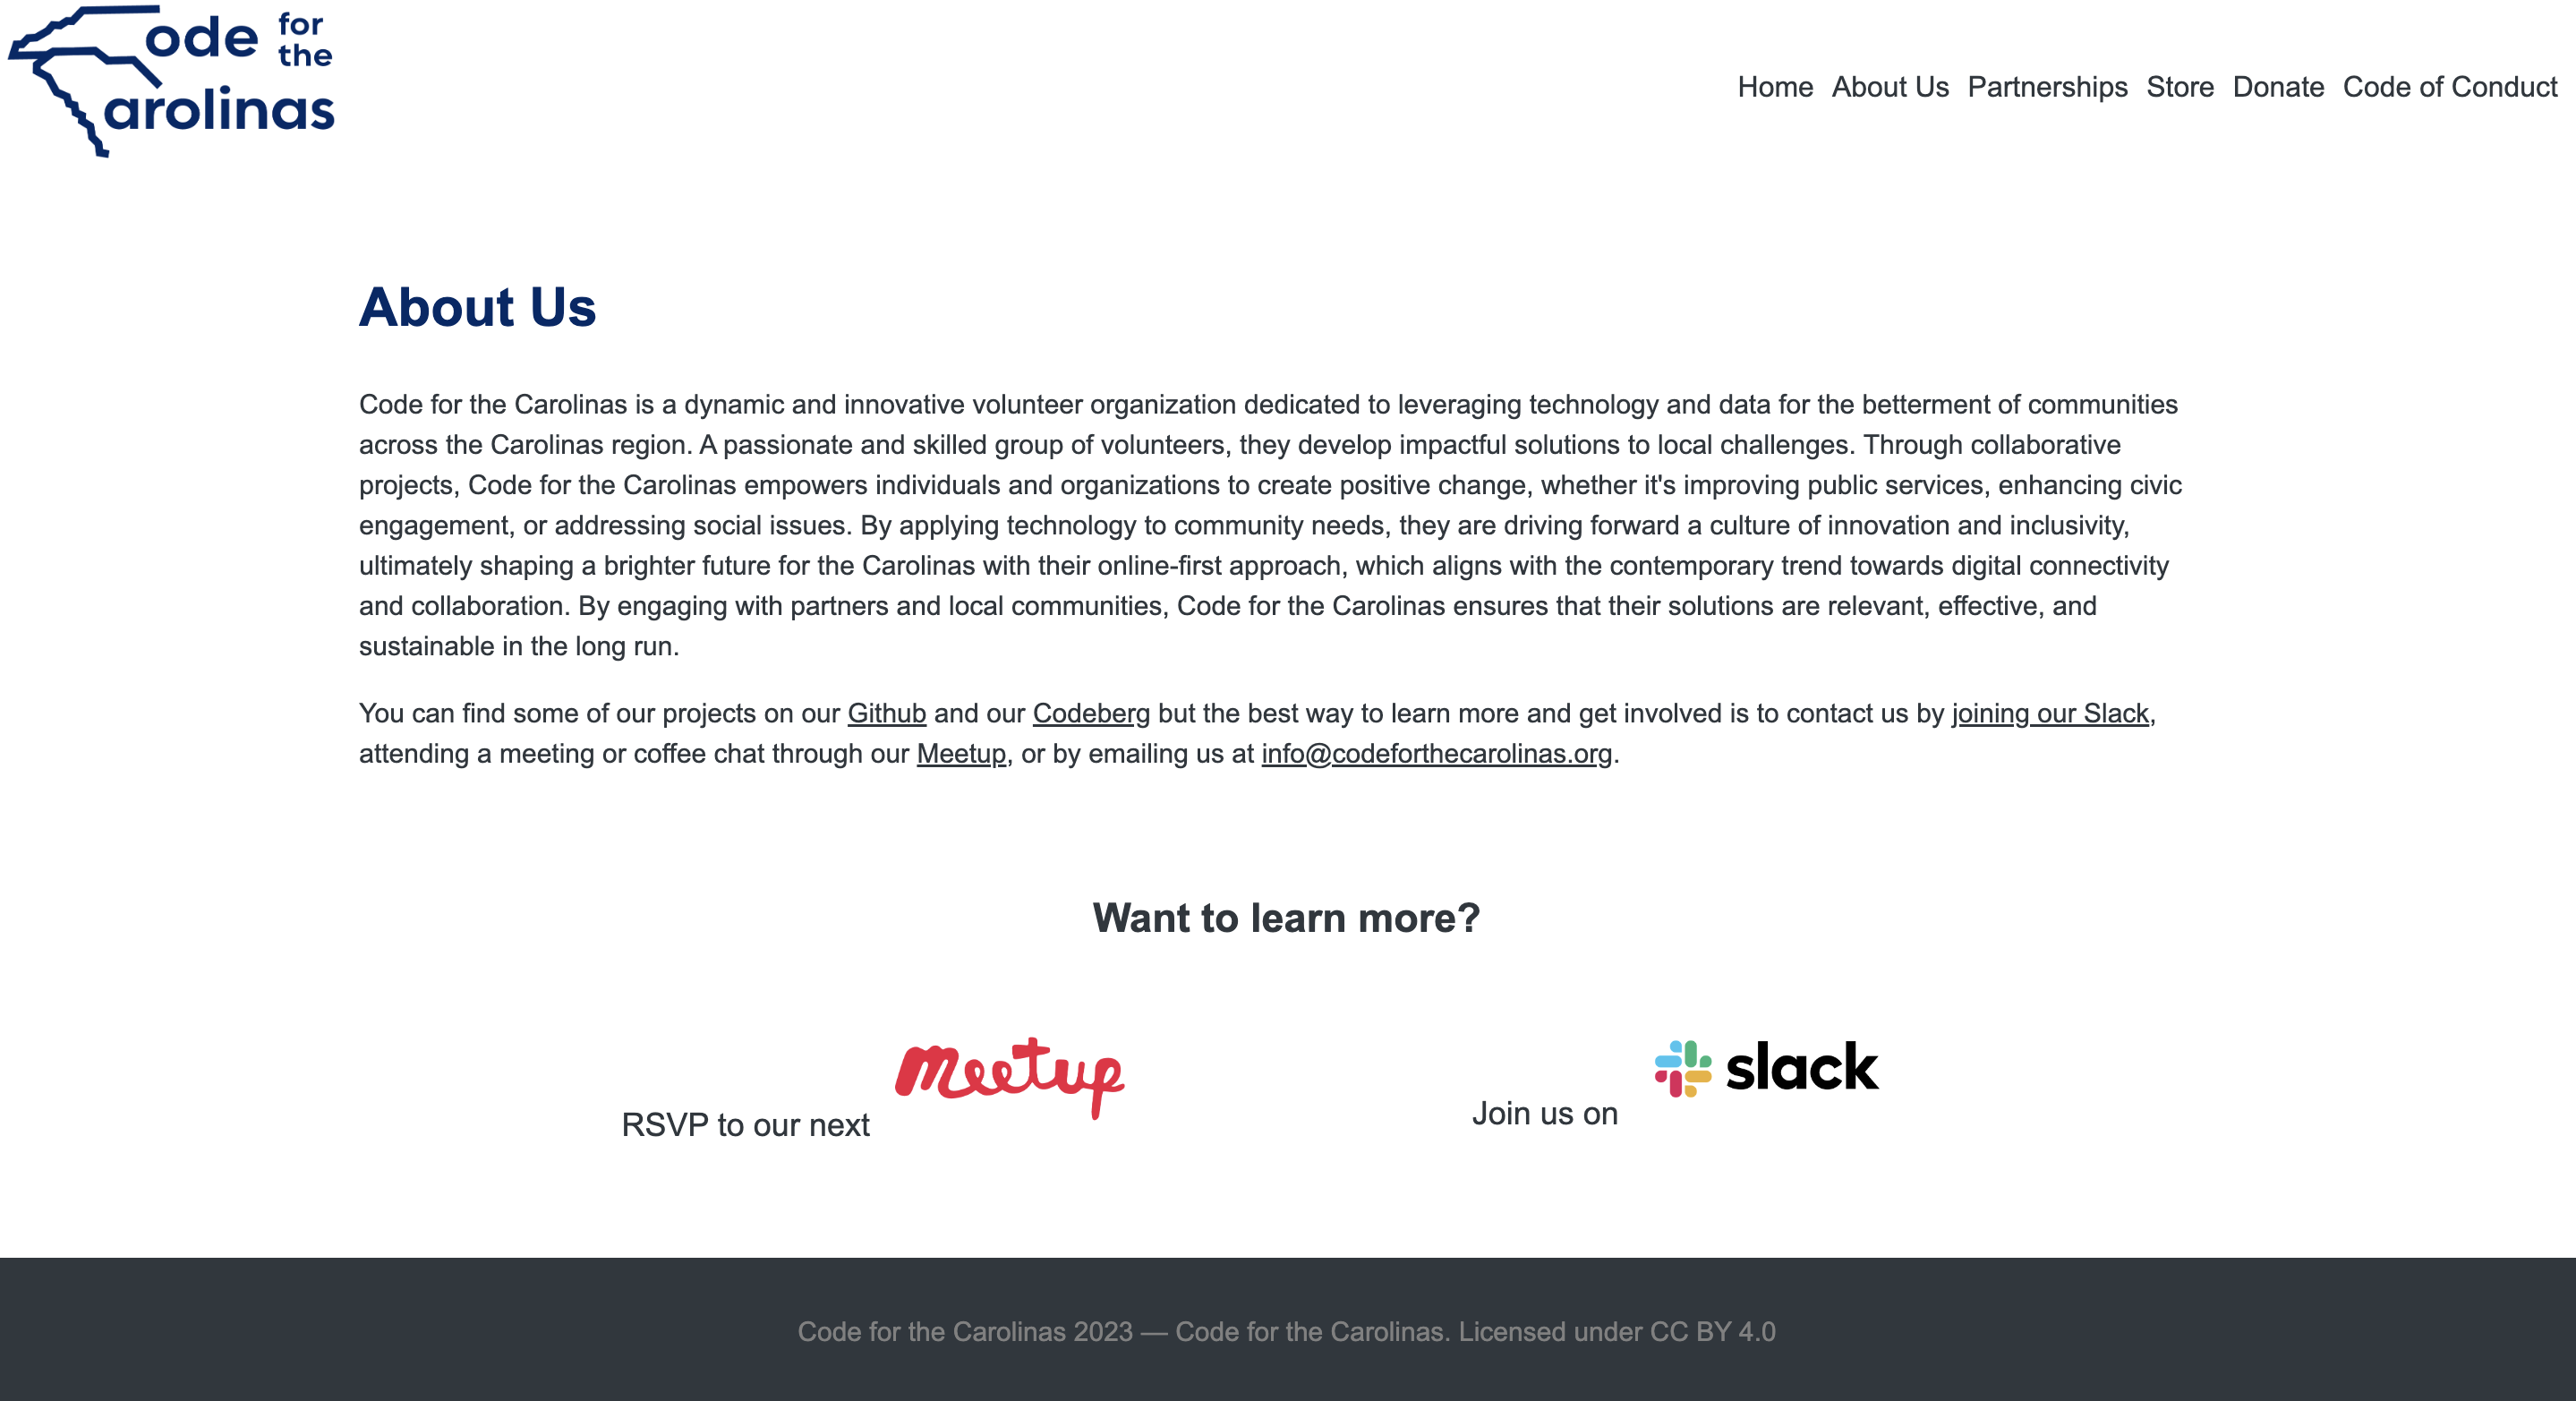 ode for
the
arolinas
Home About Us Partnerships Store Donate Code of Conduct
About Us
Code for the Carolinas is a dynamic and innovative volunteer organization dedicated to leveraging technology and data for the betterment of communities
across the Carolinas region. A passionate and skilled group of volunteers, they develop impactful solutions to local challenges. Through collaborative
projects, Code for the Carolinas empowers individuals and organizations to create positive change, whether it's improving public services, enhancing civic
engagement, or addressing social issues. By applying technology to community needs, they are driving forward a culture of innovation and inclusivity,
ultimately shaping a brighter future for the Carolinas with their online-first approach, which aligns with the contemporary trend towards digital connectivity
and collaboration. By engaging with partners and local communities, Code for the Carolinas ensures that their solutions are relevant, effective, and
sustainable in the long run.
You can find some of our projects on our Github and our Codeberg but the best way to learn more and get involved is to contact us by joining our Slack,
attending a meeting or coffee chat through our Meetup, or by emailing us at info@codeforthecarolinas.org.
Want to learn more?
RSVP to our next meetup
Join us on slack
Code for the Carolinas 2023 — Code for the Carolinas. Licensed under CC BY 4.0